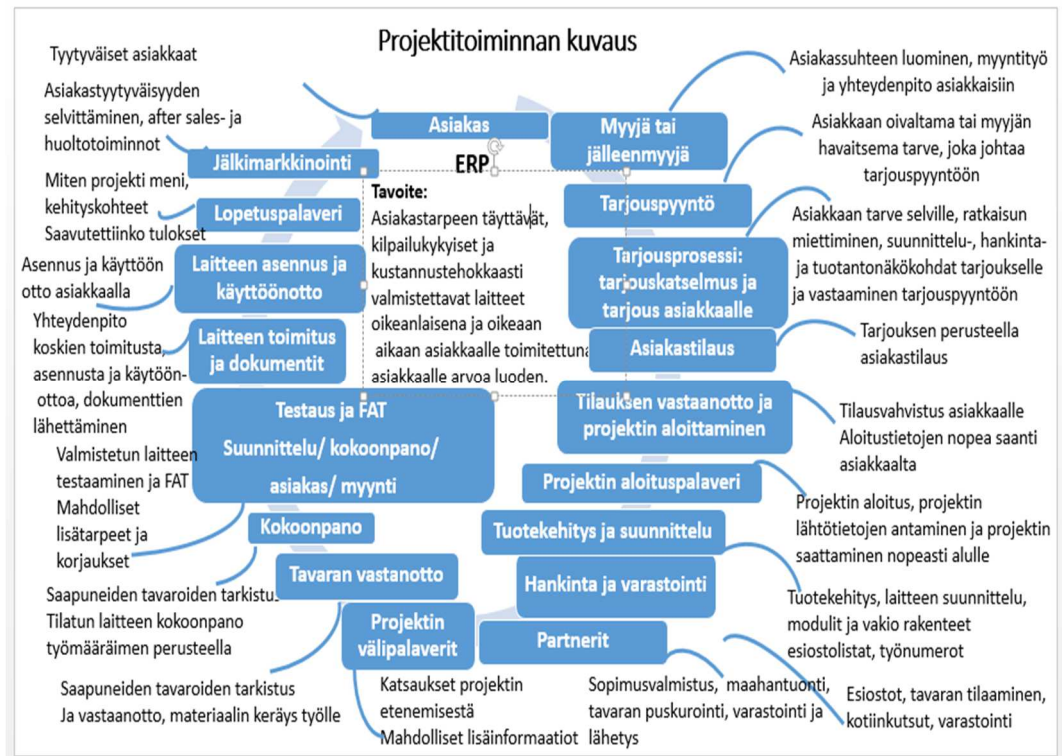 Projektitoiminnan kuvaus
Tyytyväiset asiakkaat
Asiakastyytyväisyyden
selvittäminen, after sales- ja
huoltotoiminnot
Miten projekti meni,
kehityskohteet
Saavutettiinko tulokset
Asennus ja käyttöön
otto asiakkaalla
Yhteydenpito
koskien toimitusta,
asennusta ja käytöön-
ottoa, dokumenttien
lähettäminen
Valmistetun laitteen
testaaminen ja FAT
Mahdolliset
lisätarpeet ja
korjaukset
Saapuneiden tavaroiden tarkistus
Tilatun laitteen kokoonpano
työmääräimen perusteella
Saapuneiden tavaroiden tarkistus
Ja vastaanotto, materiaalin keräys työlle
Asiakas
Jälkimarkkinointi
Lopetuspalaveri
Laitteen asennus ja
käyttöönotto
Laitteen toimitus
ja dokumentit
Testaus ja FAT
Suunnittelu/ kokoonpano/
asiakas/ myynti
Kokoonpano
Tavaran vastanotto
Projektin
välipalaverit
Katsaukset projektin
etenemisestä
Mahdolliset lisäinformaatiot
ERP
Tavoite:
Asiakastarpeen täyttävät,
kilpailukykyiset ja
kustannustehokkaasti
valmistettavat laitteet
oikeanlaisena ja oikeaan
aikaan asiakkaalle toimitettuna
asiakkaalle arvoa luoden.
Myyjä tai
jälleenmyyjä
Tarjouspyyntö
Tarjousprosessi:
tarjouskatselmus ja
tarjous asiakkaalle
Asiakastilaus
Tilauksen vastaanotto ja
projektin aloittaminen
Projektin aloituspalaveri
Tuotekehitys ja suunnittelu
Hankinta ja varastointi
Partnerit
Asiakassuhteen luominen, myyntityö
ja yhteydenpito asiakkaisiin
Asiakkaan oivaltama tai myyjän
havaitsema tarve, joka johtaa
tarjouspyyntöön
Asiakkaan tarve selville, ratkaisun
miettiminen, suunnittelu-, hankinta-
ja tuotantonäkökohdat tarjoukselle
ja vastaaminen tarjouspyyntöön
Tarjouksen perusteella
asiakastilaus
Tilausvahvistus asiakkaalle
Aloitustietojen nopea saanti
asiakkaalta
Projektin aloitus, projektin
lähtötietojen antaminen ja projektin
saattaminen nopeasti alulle
Tuotekehitys, laitteen suunnittelu,
modulit ja vakio rakenteet
esiostolistat, työnumerot
Esiostot, tavaran tilaaminen,
kotiinkutsut, varastointi
Sopimusvalmistus, maahantuonti,
tavaran puskurointi, varastointi ja
lähetys